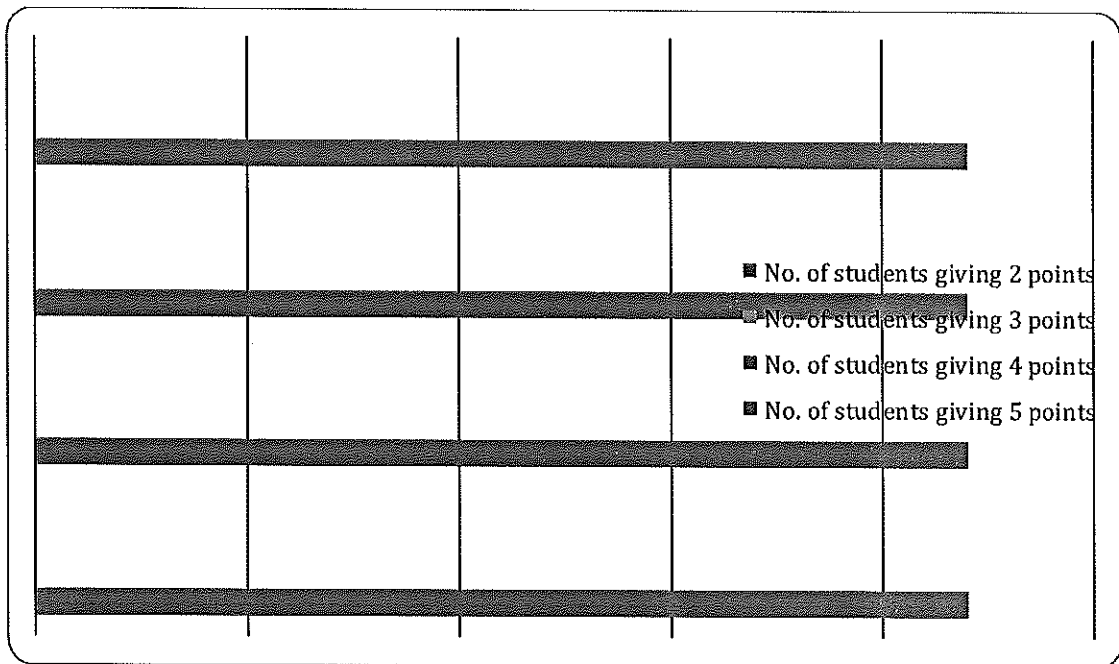 No. of students giving 2 points
No. of students giving 3 points
No. of students giving 4 points
No. of students giving 5 points